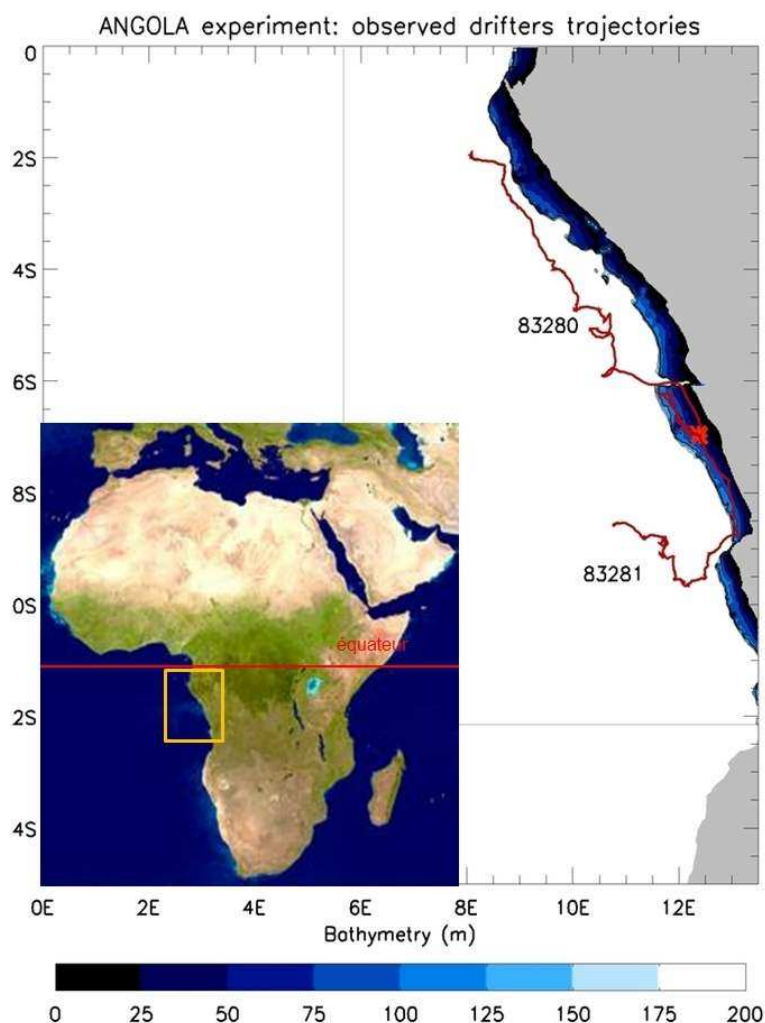 ANGOLA experiment: observed drifters trajectories
0
2S
4S
83280
6S
8S
83281
0S
équateur
2S
4S
0E 2E 4E 6E 8E 10E 12E
Bathymetry (m)
0 25 50 75 100 125 150 175 200